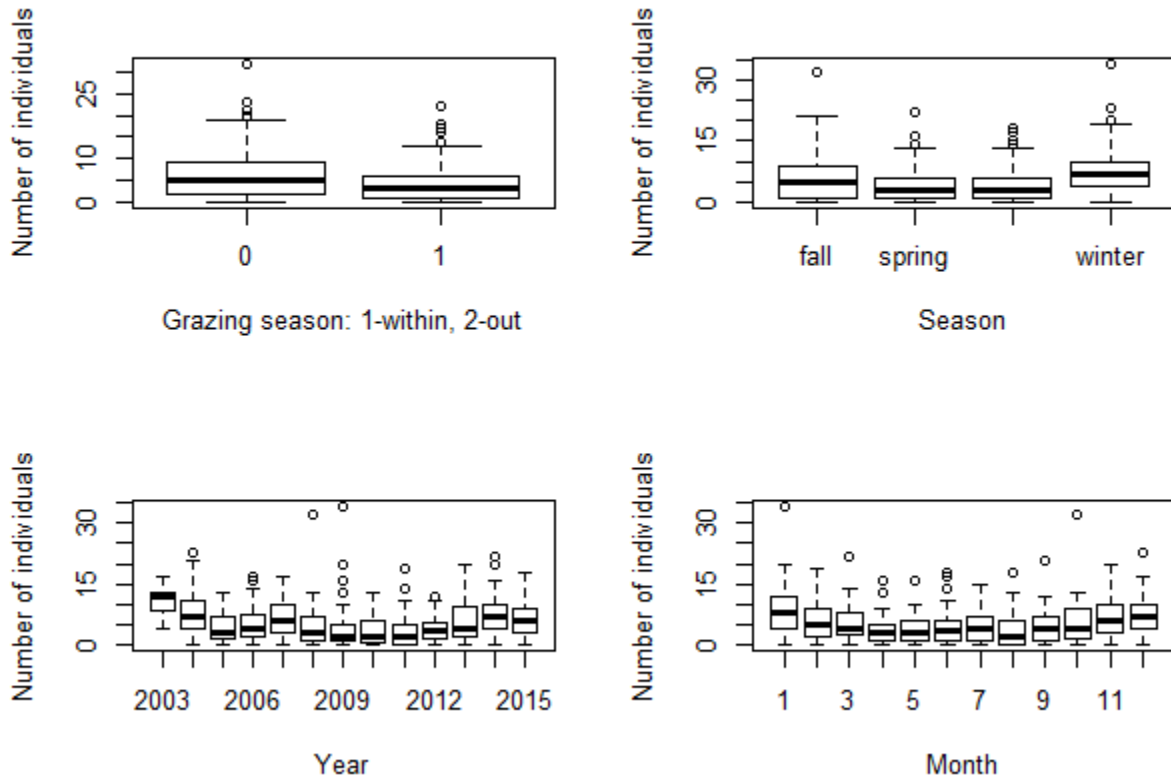 Number of individuals
25
10
0
0 1
Grazing season: 1-within, 2-out
Number of individuals
30
15
0
fall spring winter
Season
Number of individuals
30
15
0
2003 2006 2009 2012 2015
Year
Number of individuals
30
15
0
1 3 5 7 9 11
Month